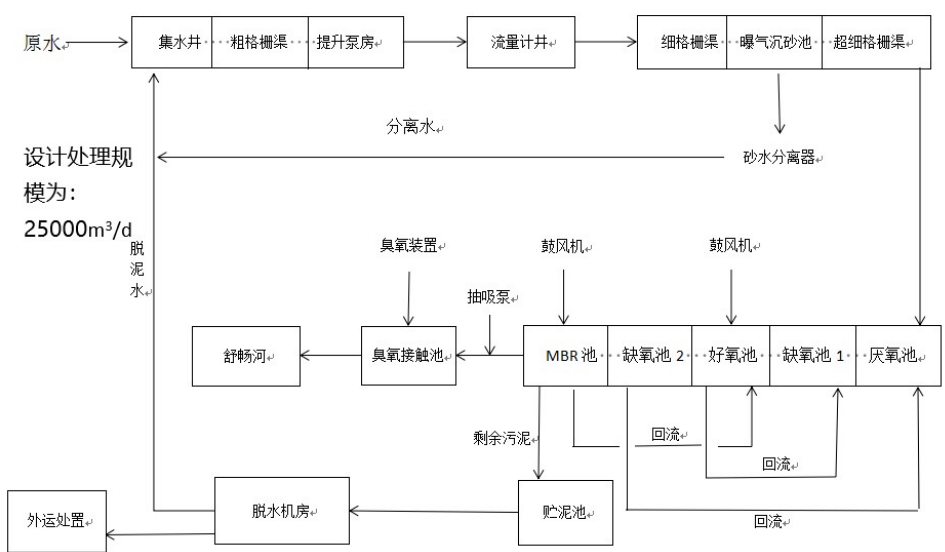 原水
集水井
粗格栅渠
提升泵房
流量计井
细格栅渠
曝气沉砂池
超细格栅渠
分离水
砂水分离器
设计处理规
模为：
25000m³/d
脱
泥
水
臭氧装置
鼓风机
鼓风机
抽吸泵
舒畅河
臭氧接触池
MBR 池
缺氧池 2
好氧池
缺氧池 1
厌氧池
剩余污泥
回流
回流
回流
外运处置
脱水机房
贮泥池